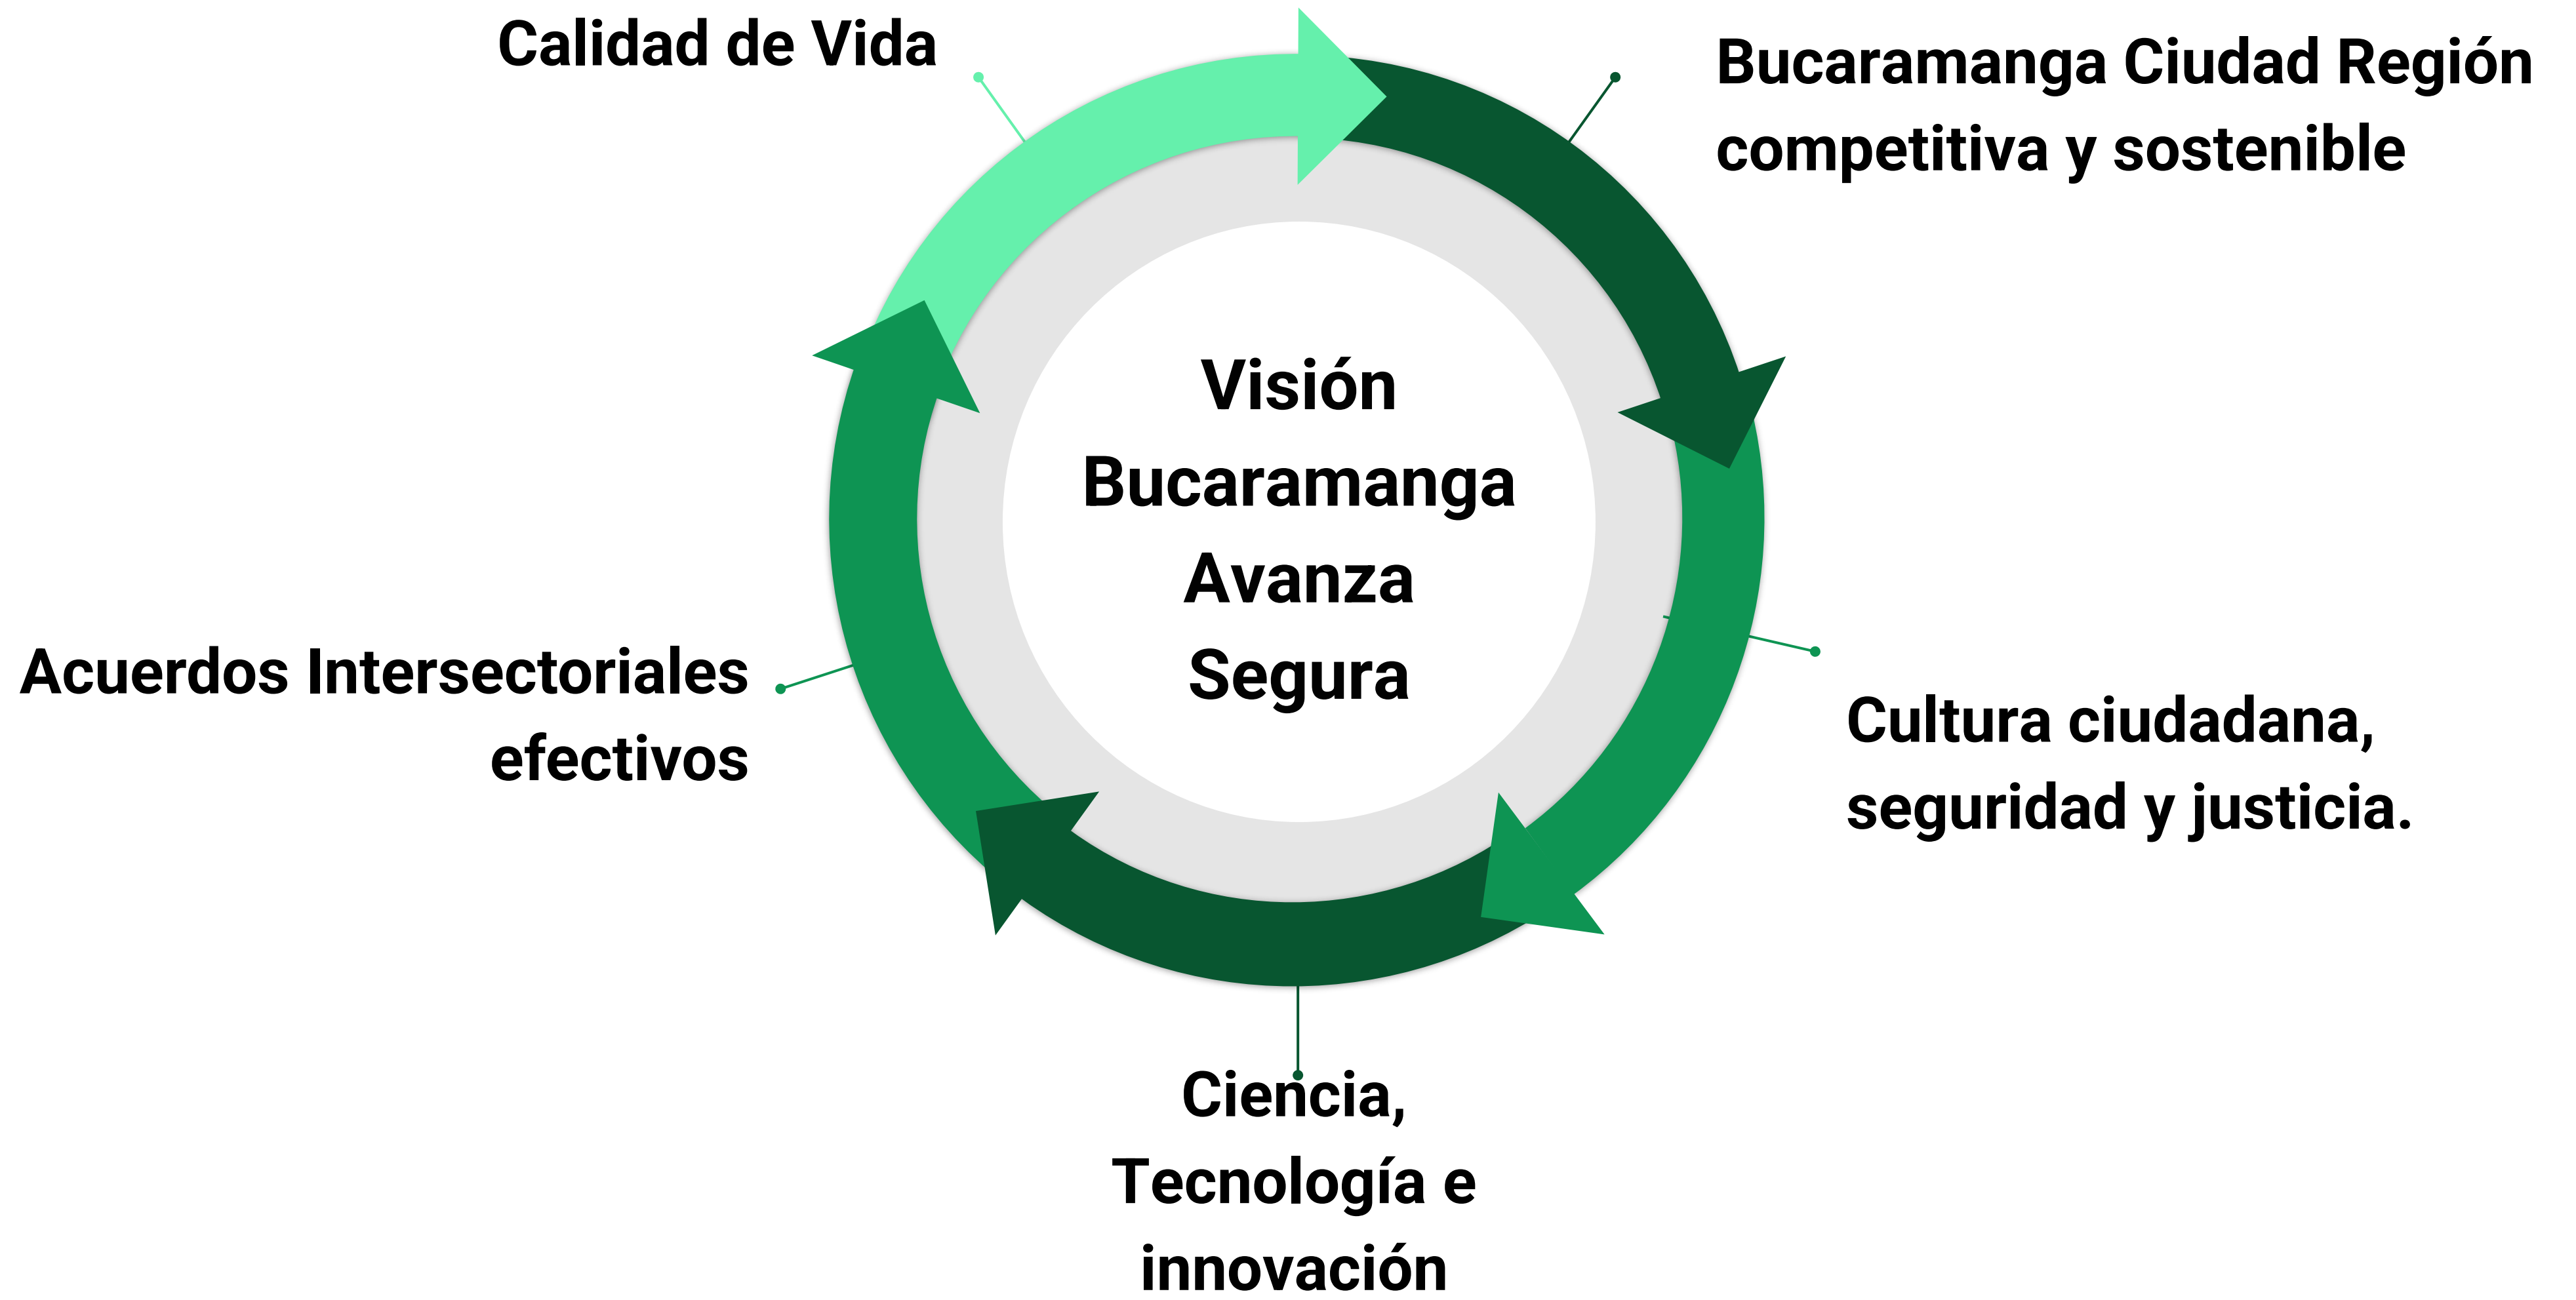 Calidad de Vida
Bucaramanga Ciudad Región
competitiva y sostenible
Visión
Bucaramanga
Avanza
Segura
Acuerdos Intersectoriales
efectivos
Cultura ciudadana,
seguridad y justicia.
Ciencia,
Tecnología e
innovación